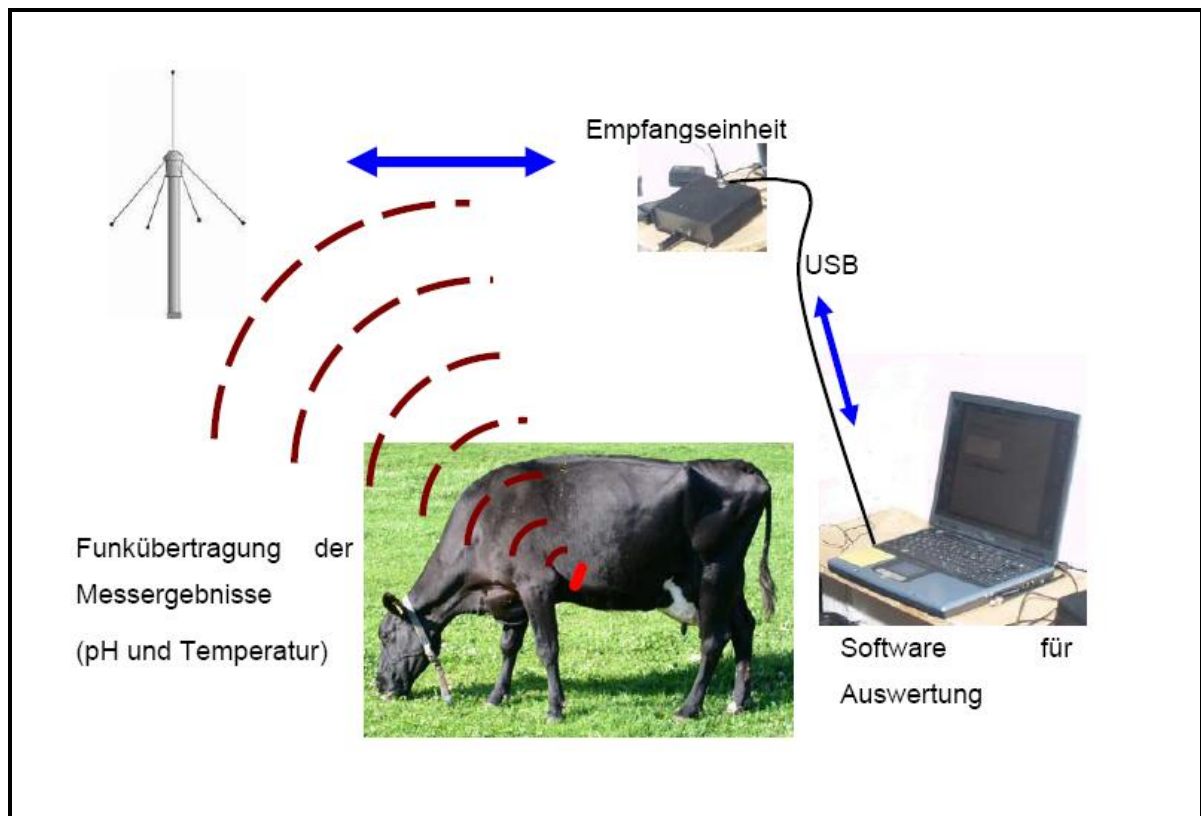 Empfangseinheit
USB
Funkübertragung der
Messergebnisse
(pH und Temperatur)
Software für
Auswertung